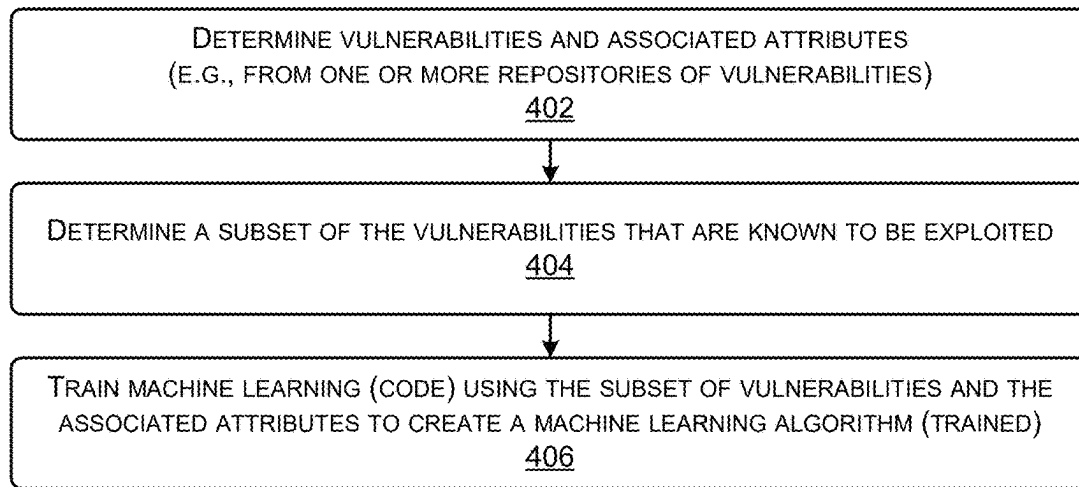 DETERMINE VULNERABILITIES AND ASSOCIATED ATTRIBUTES
(E.G., FROM ONE OR MORE REPOSITORIES OF VULNERABILITIES)
402
DETERMINE A SUBSET OF THE VULNERABILITIES THAT ARE KNOWN TO BE EXPLOITED
404
TRAIN MACHINE LEARNING (CODE) USING THE SUBSET OF VULNERABILITIES AND THE
ASSOCIATED ATTRIBUTES TO CREATE A MACHINE LEARNING ALGORITHM (TRAINED)
406